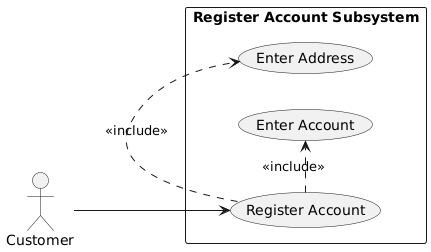 Register Account Subsystem
Enter Address
Enter Account
«include»
«include»
Register Account
Customer